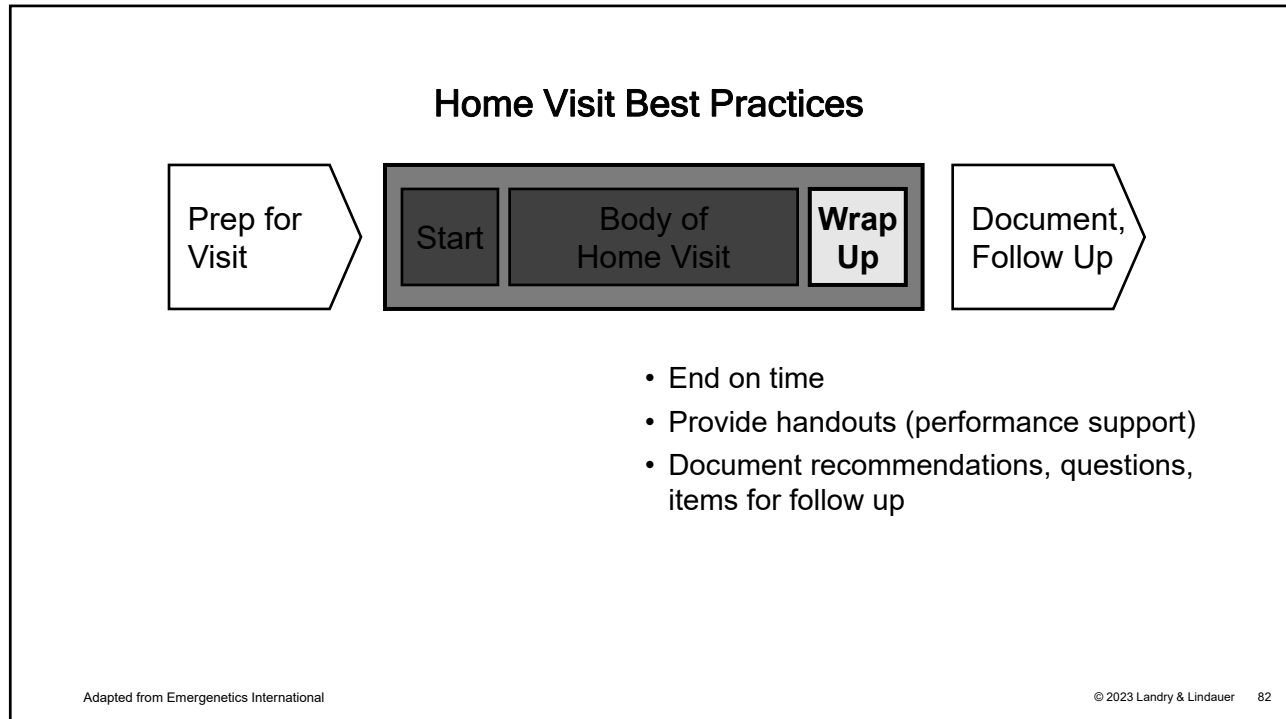 Home Visit Best Practices
Prep for
Visit
Start
Body of
Home Visit
Wrap
Up
Document,
Follow Up
• End on time
• Provide handouts (performance support)
• Document recommendations, questions,
items for follow up
Adapted from Emergenetics International
© 2023 Landry & Lindauer 82